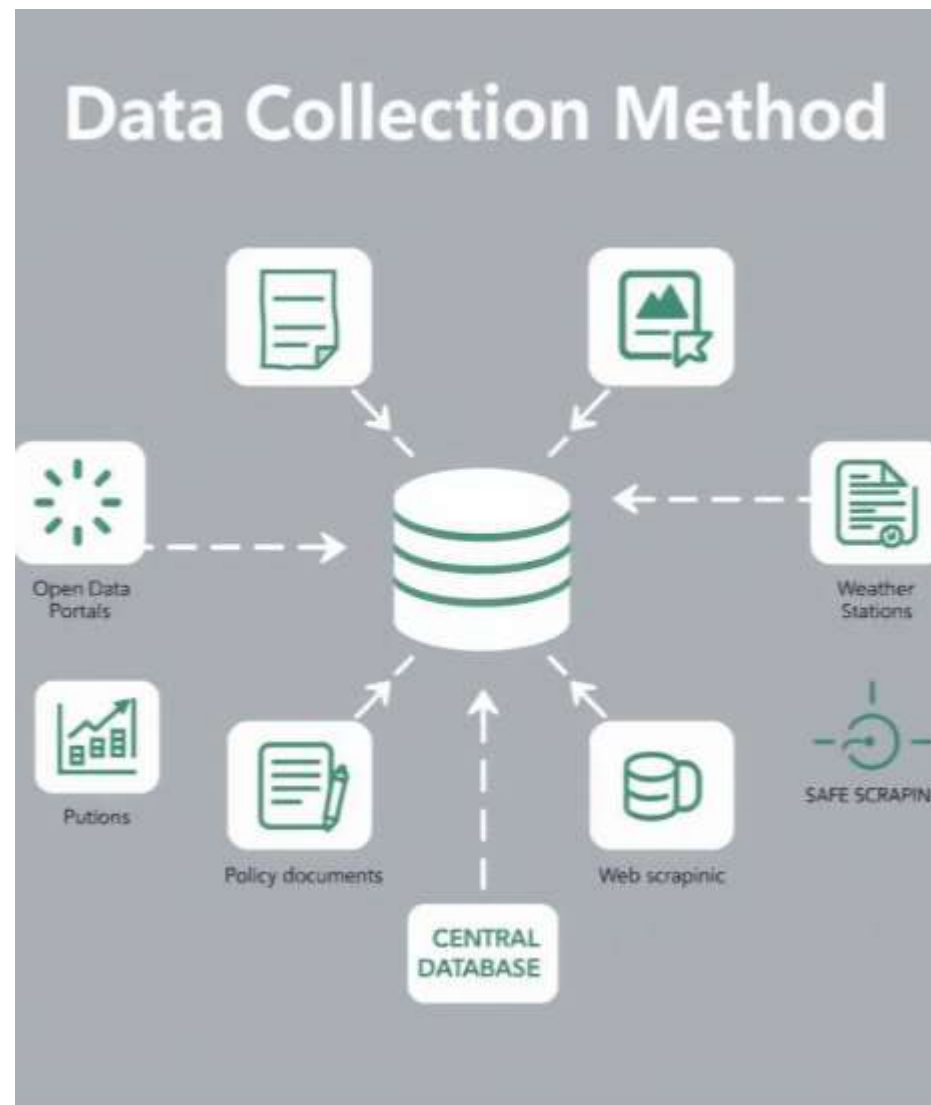 Data Collection Method
Open Data
Portals
Weather
Stations
Putions
SAFE SCRAPIN
Policy documents
Web scrapinic
CENTRAL
DATABASE